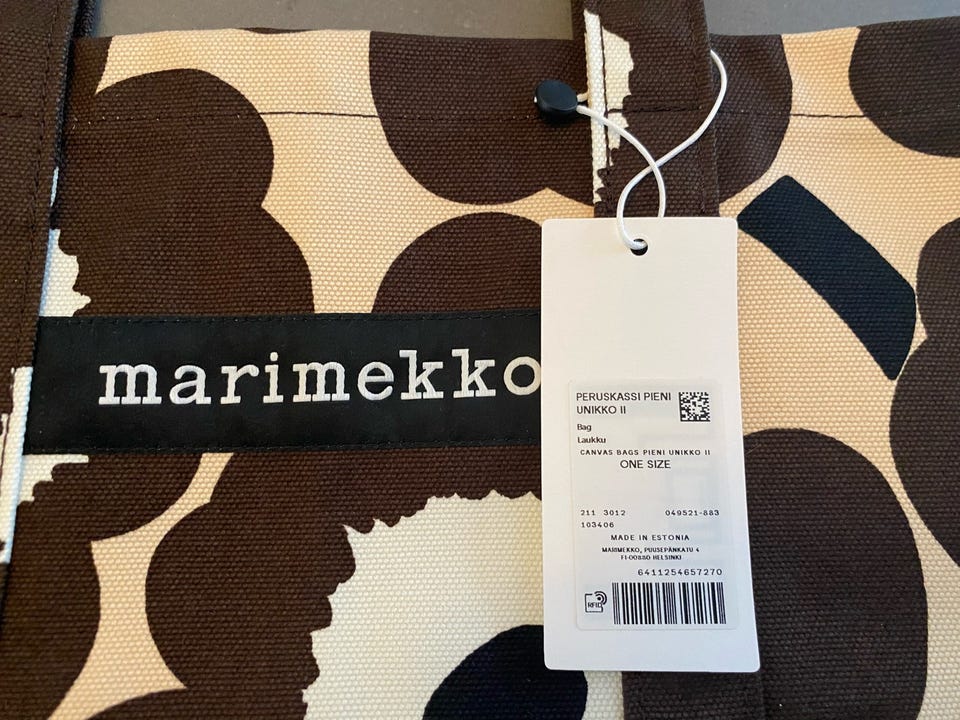 marimekko
PERUSKASSI PIENI
UNIKKO II
Bag
Laukku
CANVAS BAGS PIENI UNIKKO II
ONE SIZE
211 3012 049521-883
103406
MADE IN ESTONIA
MARIMEKKO, PUUSEPÄNKATU 4
FI-00880 HELSINKI
6411254657270
RFID